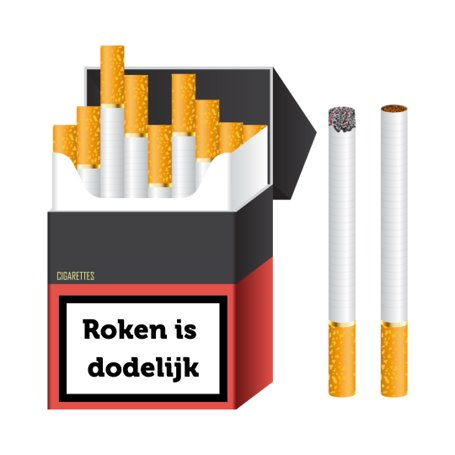 CIGARETTES
Roken is
dodelijk